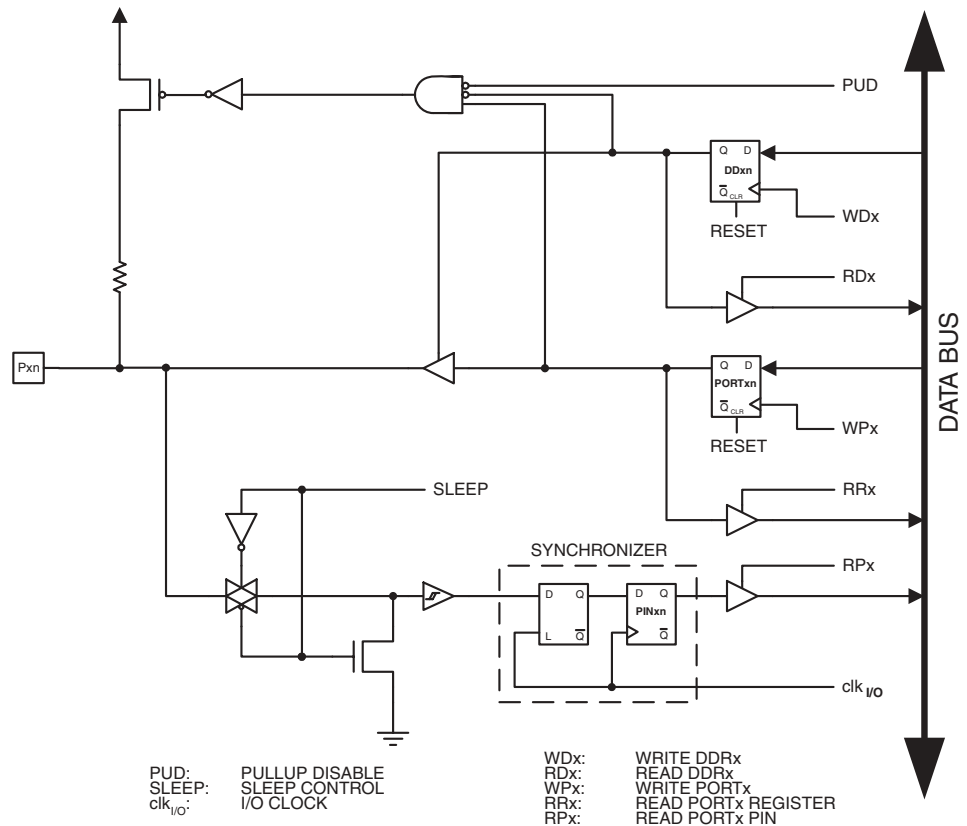 PUD
Q D
DDxn
Q CLR
WDx
RESET
RDx
Pxn
Q D
PORTxn
Q CLR
WPx
RESET
RRx
SLEEP
SYNCHRONIZER
RPx
D Q
L Q
D Q
PINxn
Q
clk I/O
DATA BUS
PUD: PULLUP DISABLE
SLEEP: SLEEP CONTROL
clkI/O: I/O CLOCK
WDx: WRITE DDRx
RDx: READ DDRx
WPx: WRITE PORTx
RRx: READ PORTx REGISTER
RPx: READ PORTx PIN